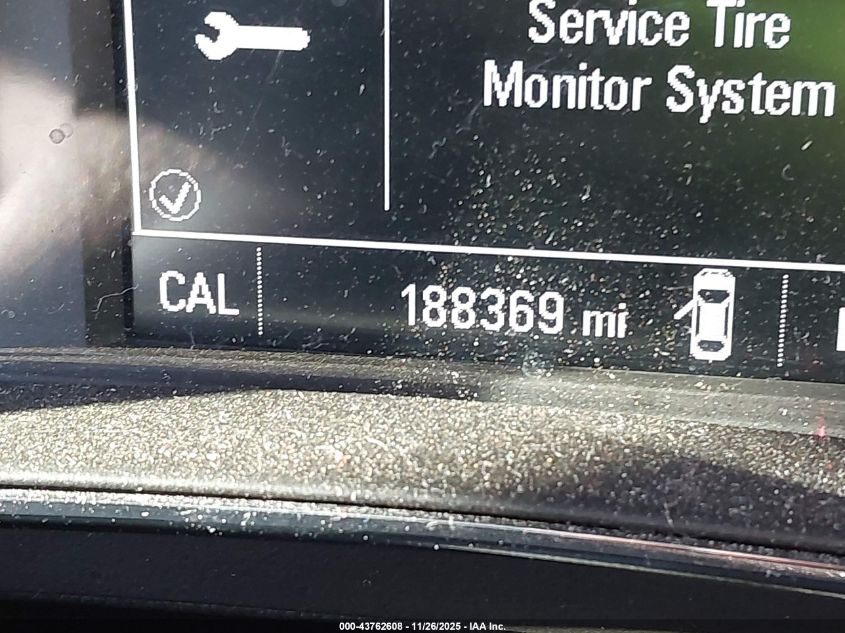 Service Tire
Monitor System
CAL 188369 mi
000-43762608 - 11/26/2025 - IAA Inc.